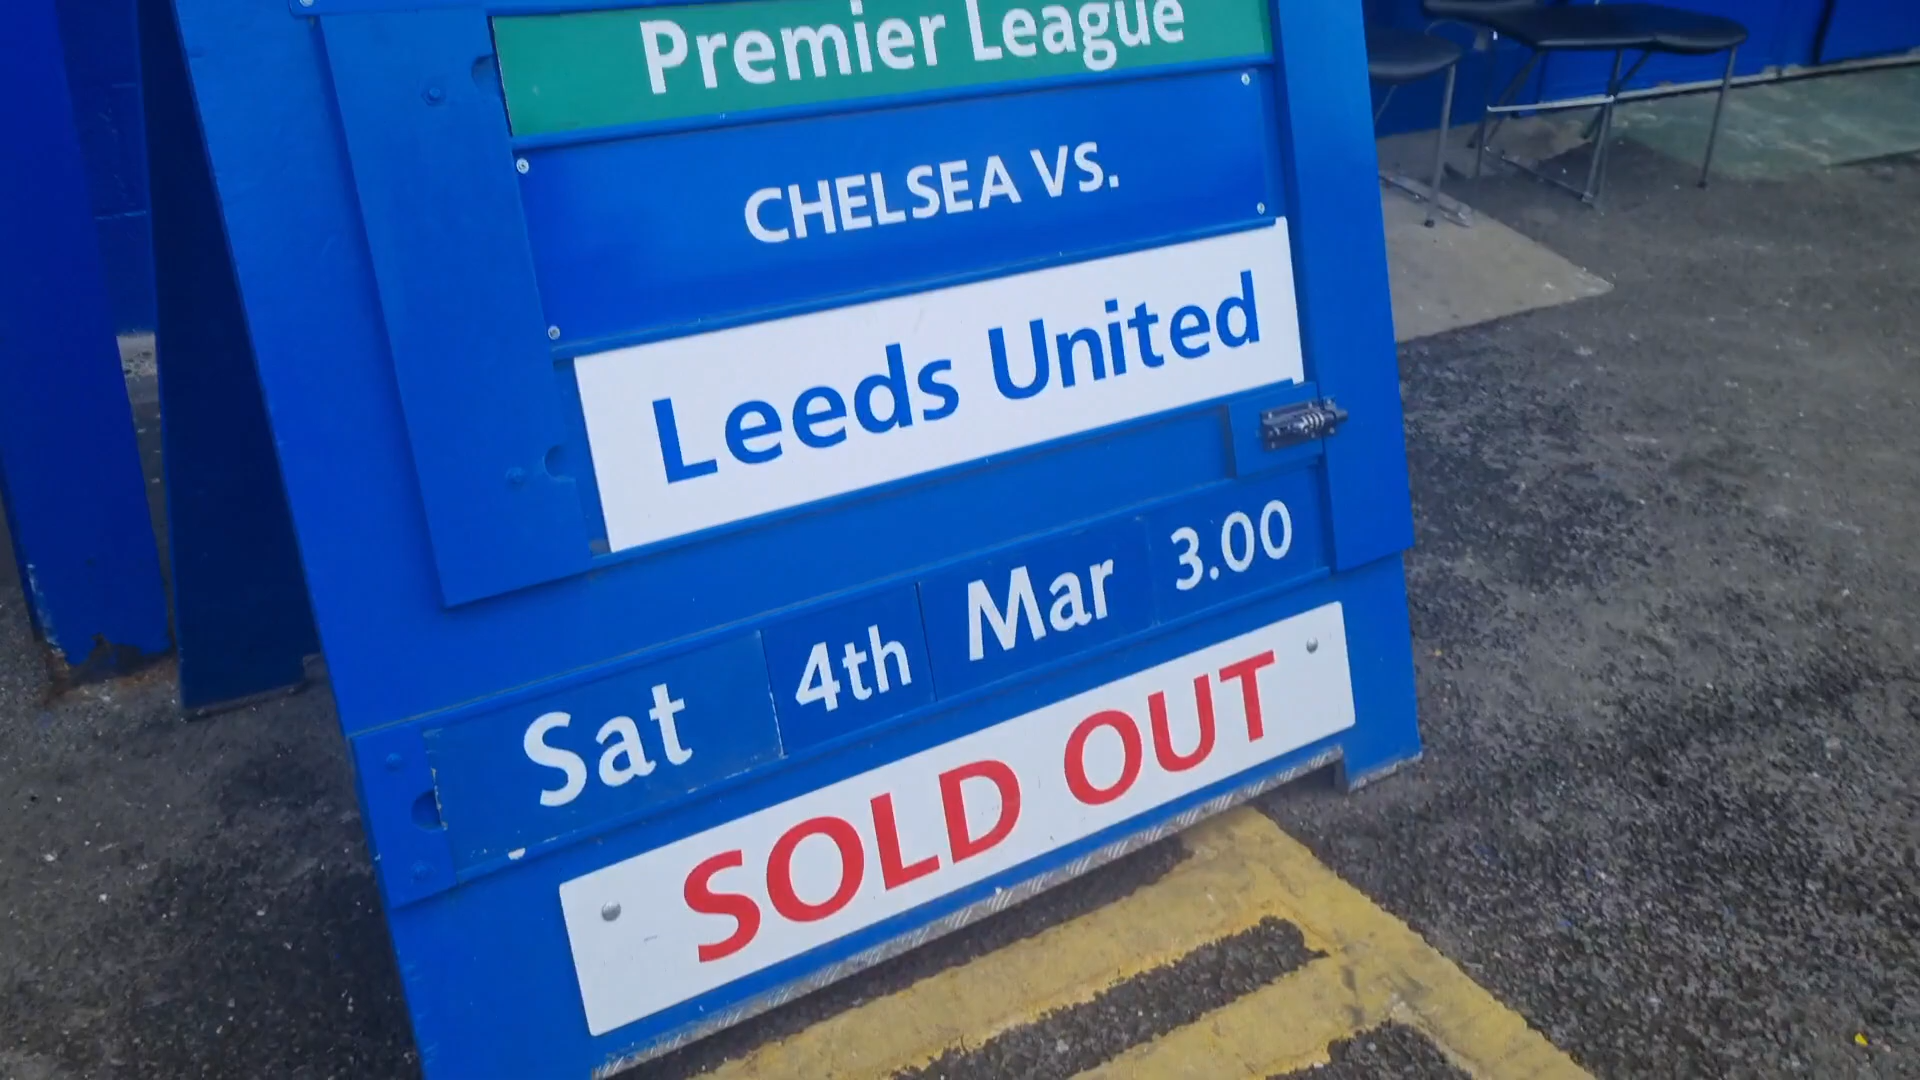 Premier League
CHELSEA VS.
Leeds United
Sat 4th Mar 3.00
SOLD OUT